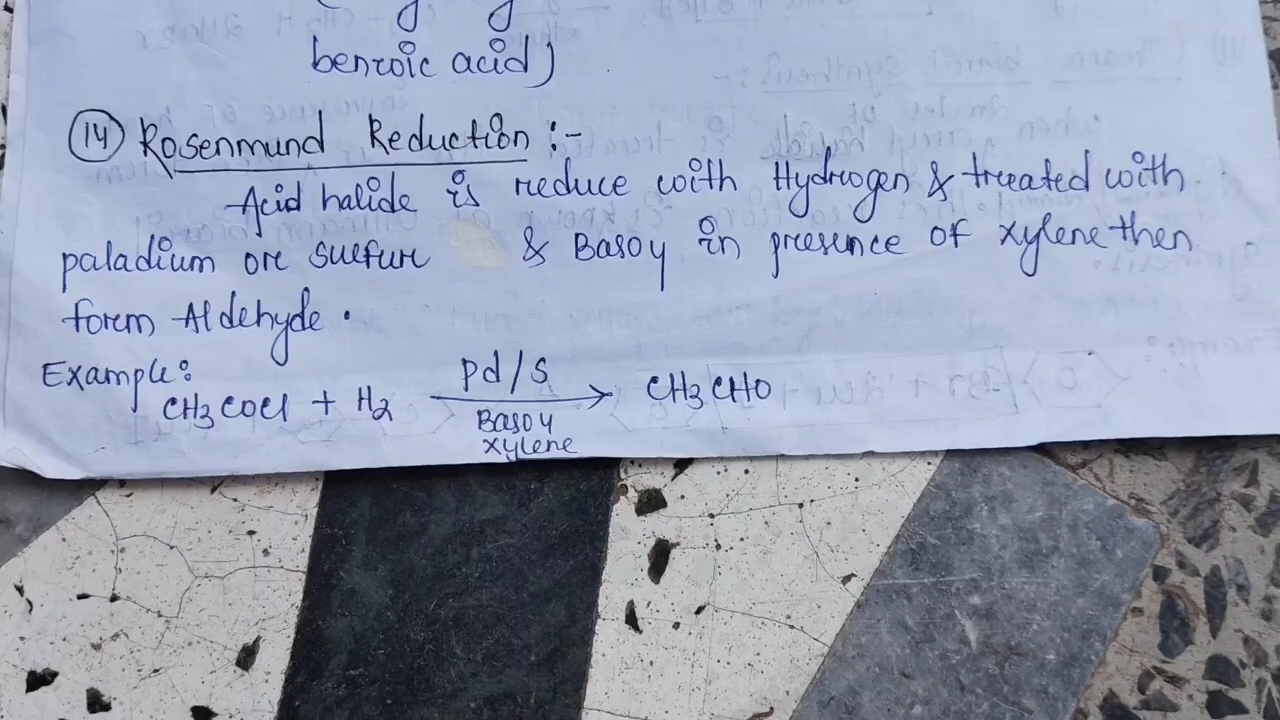 benzoic acid)
(14) Rosenmund Reduction :-
Acid halide is reduce with Hydrogen & treated with
paladium or sulfure & Baso4 in presence of xylene then
form Aldehyde.
Example:
CH3COCl + H2 Pd/S CH3CHO
Baso4
xylene